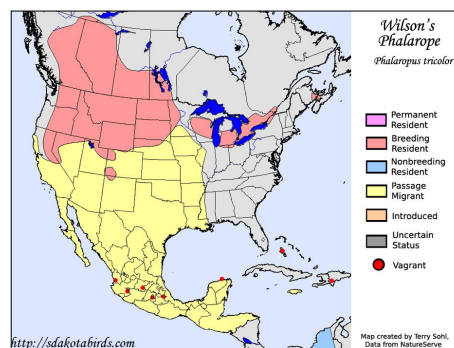 Wilson's
Phalarope
Phalaropus tricolor
Permanent
Resident
Breeding
Resident
Nonbreeding
Resident
Passage
Migrant
Introduced
Uncertain
Status
Vagrant
Map created by Terry Sohl,
Data from NatureServe
http://sdakotabirds.com